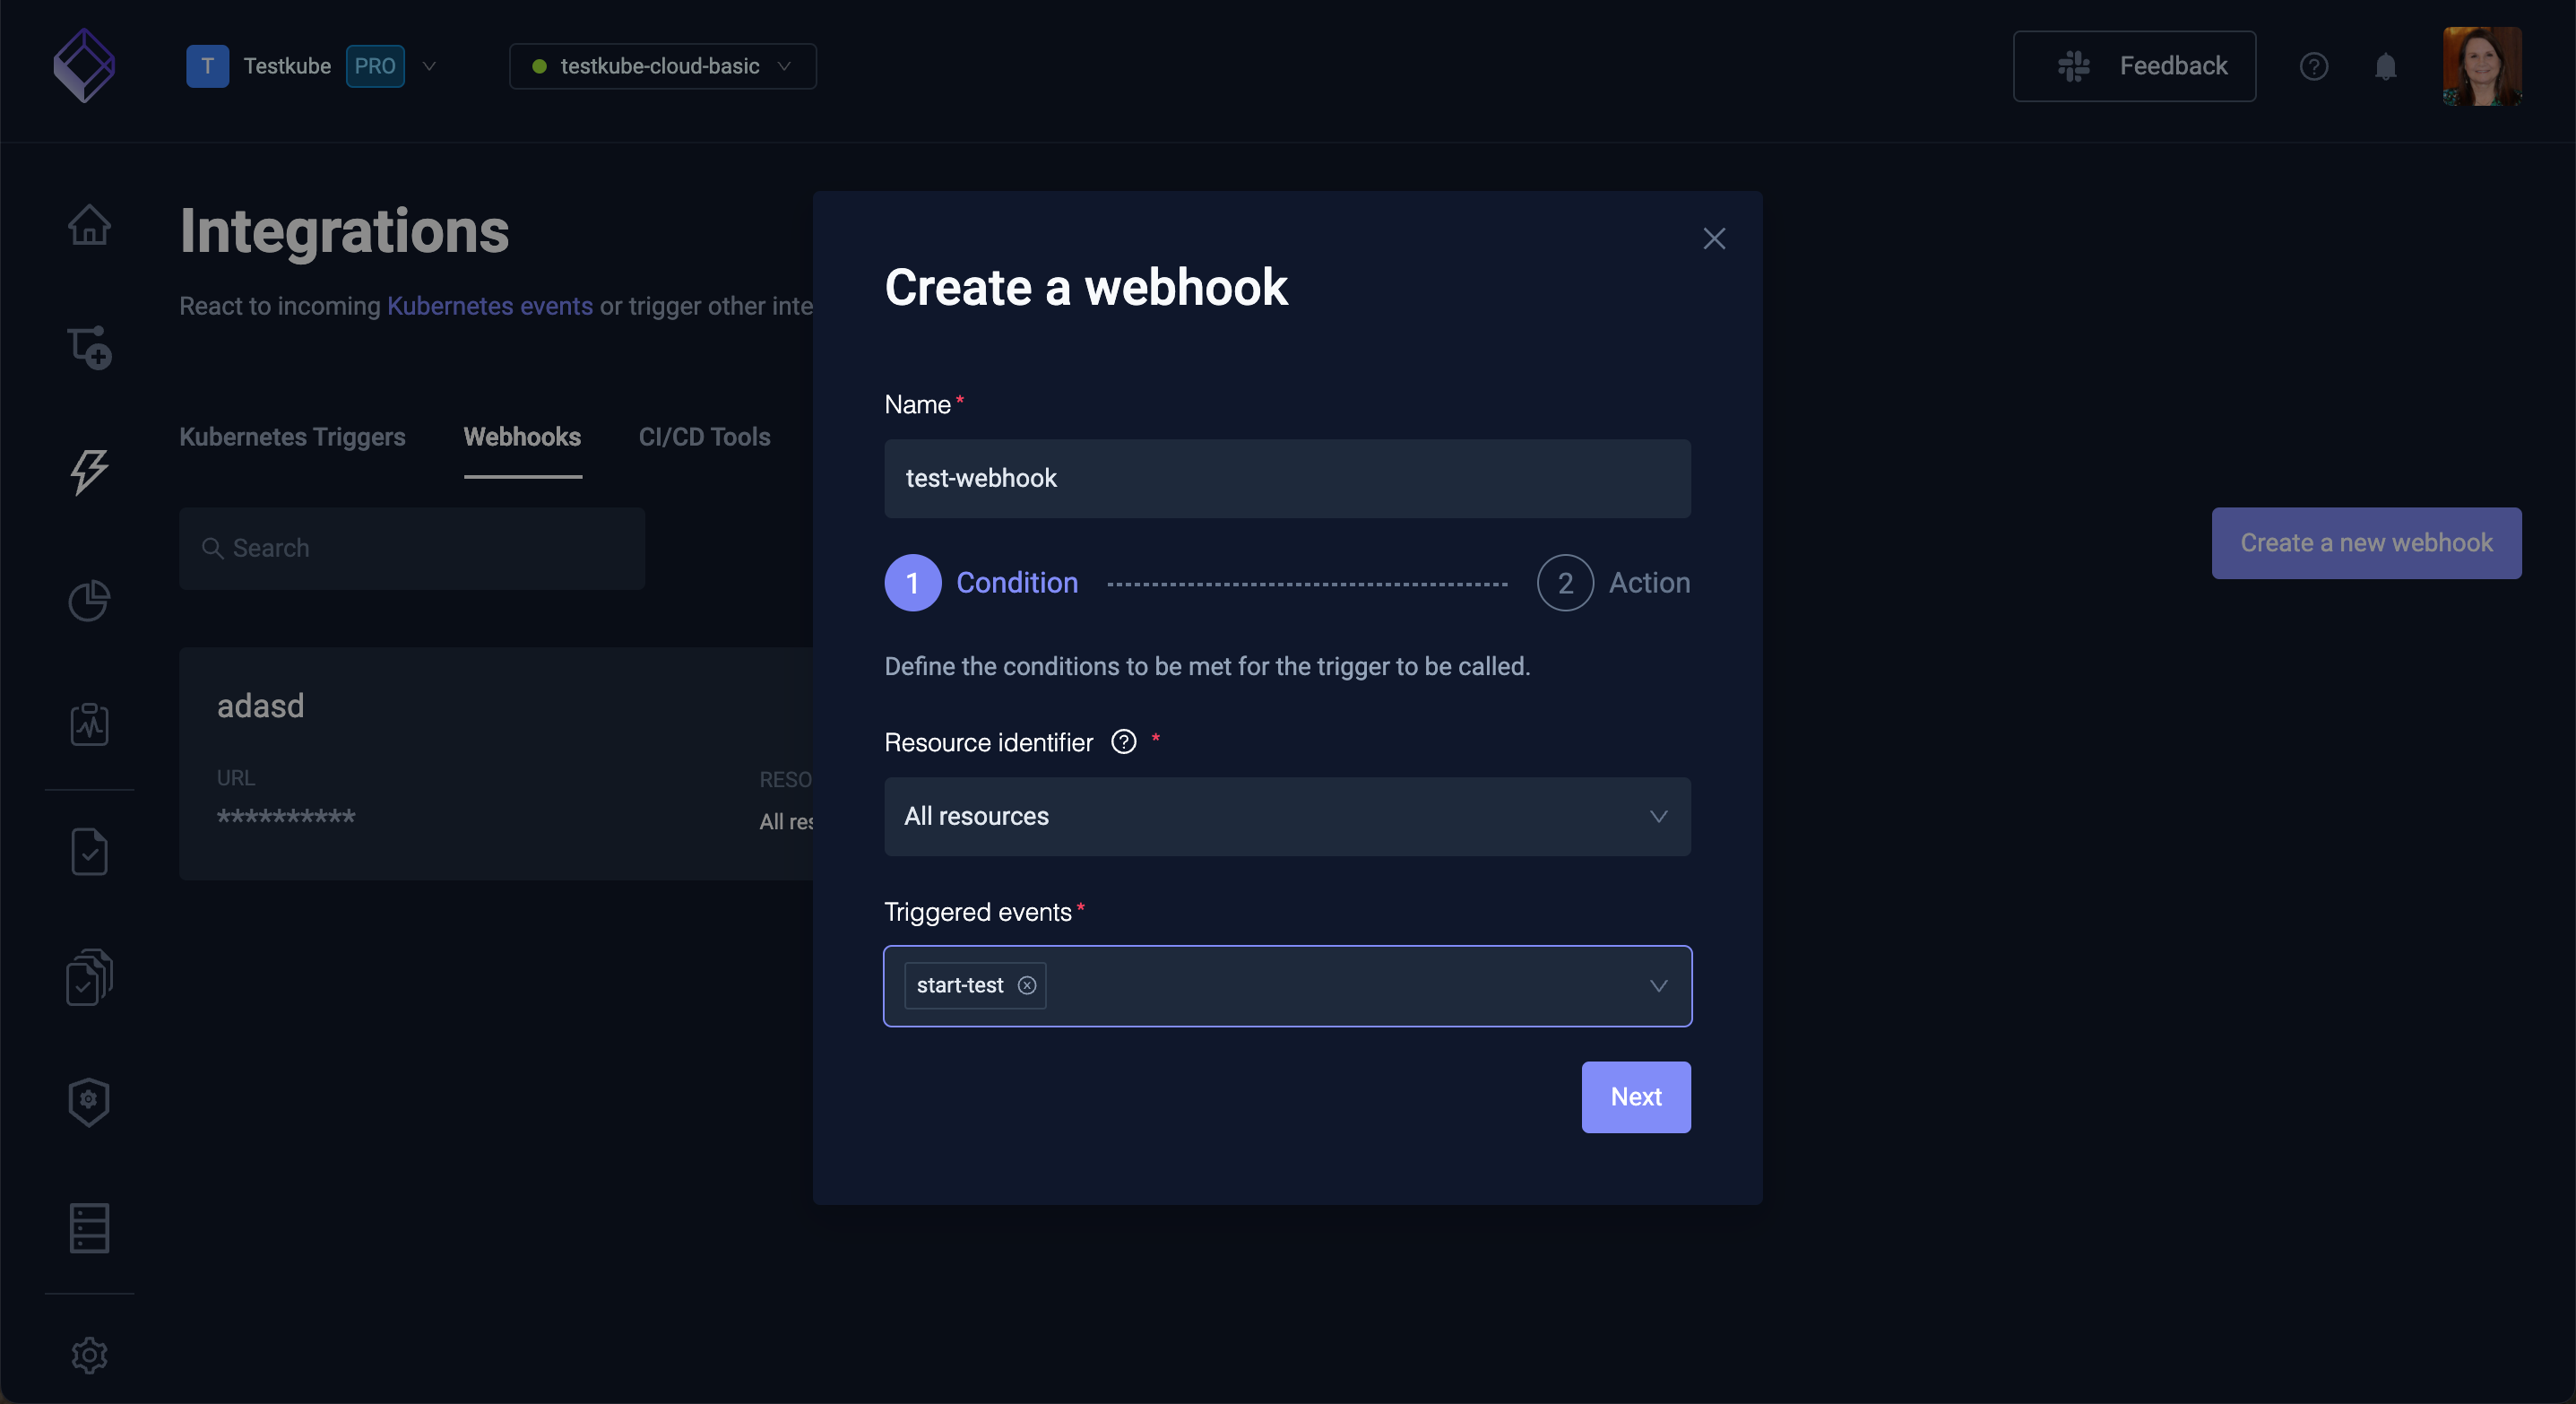 T Testkube PRO testkube-cloud-basic Feedback
Integrations
React to incoming Kubernetes events or trigger other inte
Kubernetes Triggers Webhooks CI/CD Tools
Search
Create a new webhook
adasd
URL
**********
RESO
All res
Create a webhook
Name *
test-webhook
1 Condition 2 Action
Define the conditions to be met for the trigger to be called.
Resource identifier ? *
All resources
Triggered events *
start-test
Next